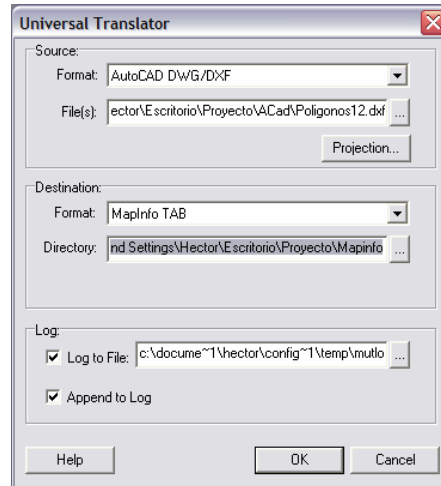 Universal Translator
Source:
Format: AutoCAD DWG/DXF
File(s): ector\Escritorio\Proyecto\ACad\Poligonos12.dxf ...
Projection...
Destination:
Format: MapInfo TAB
Directory: nd Settings\Hector\Escritorio\Proyecto\Mapinfo ...
Log:
Log to File: c:\docume~1\hector\config~1\temp\mutlo ...
Append to Log
Help OK Cancel